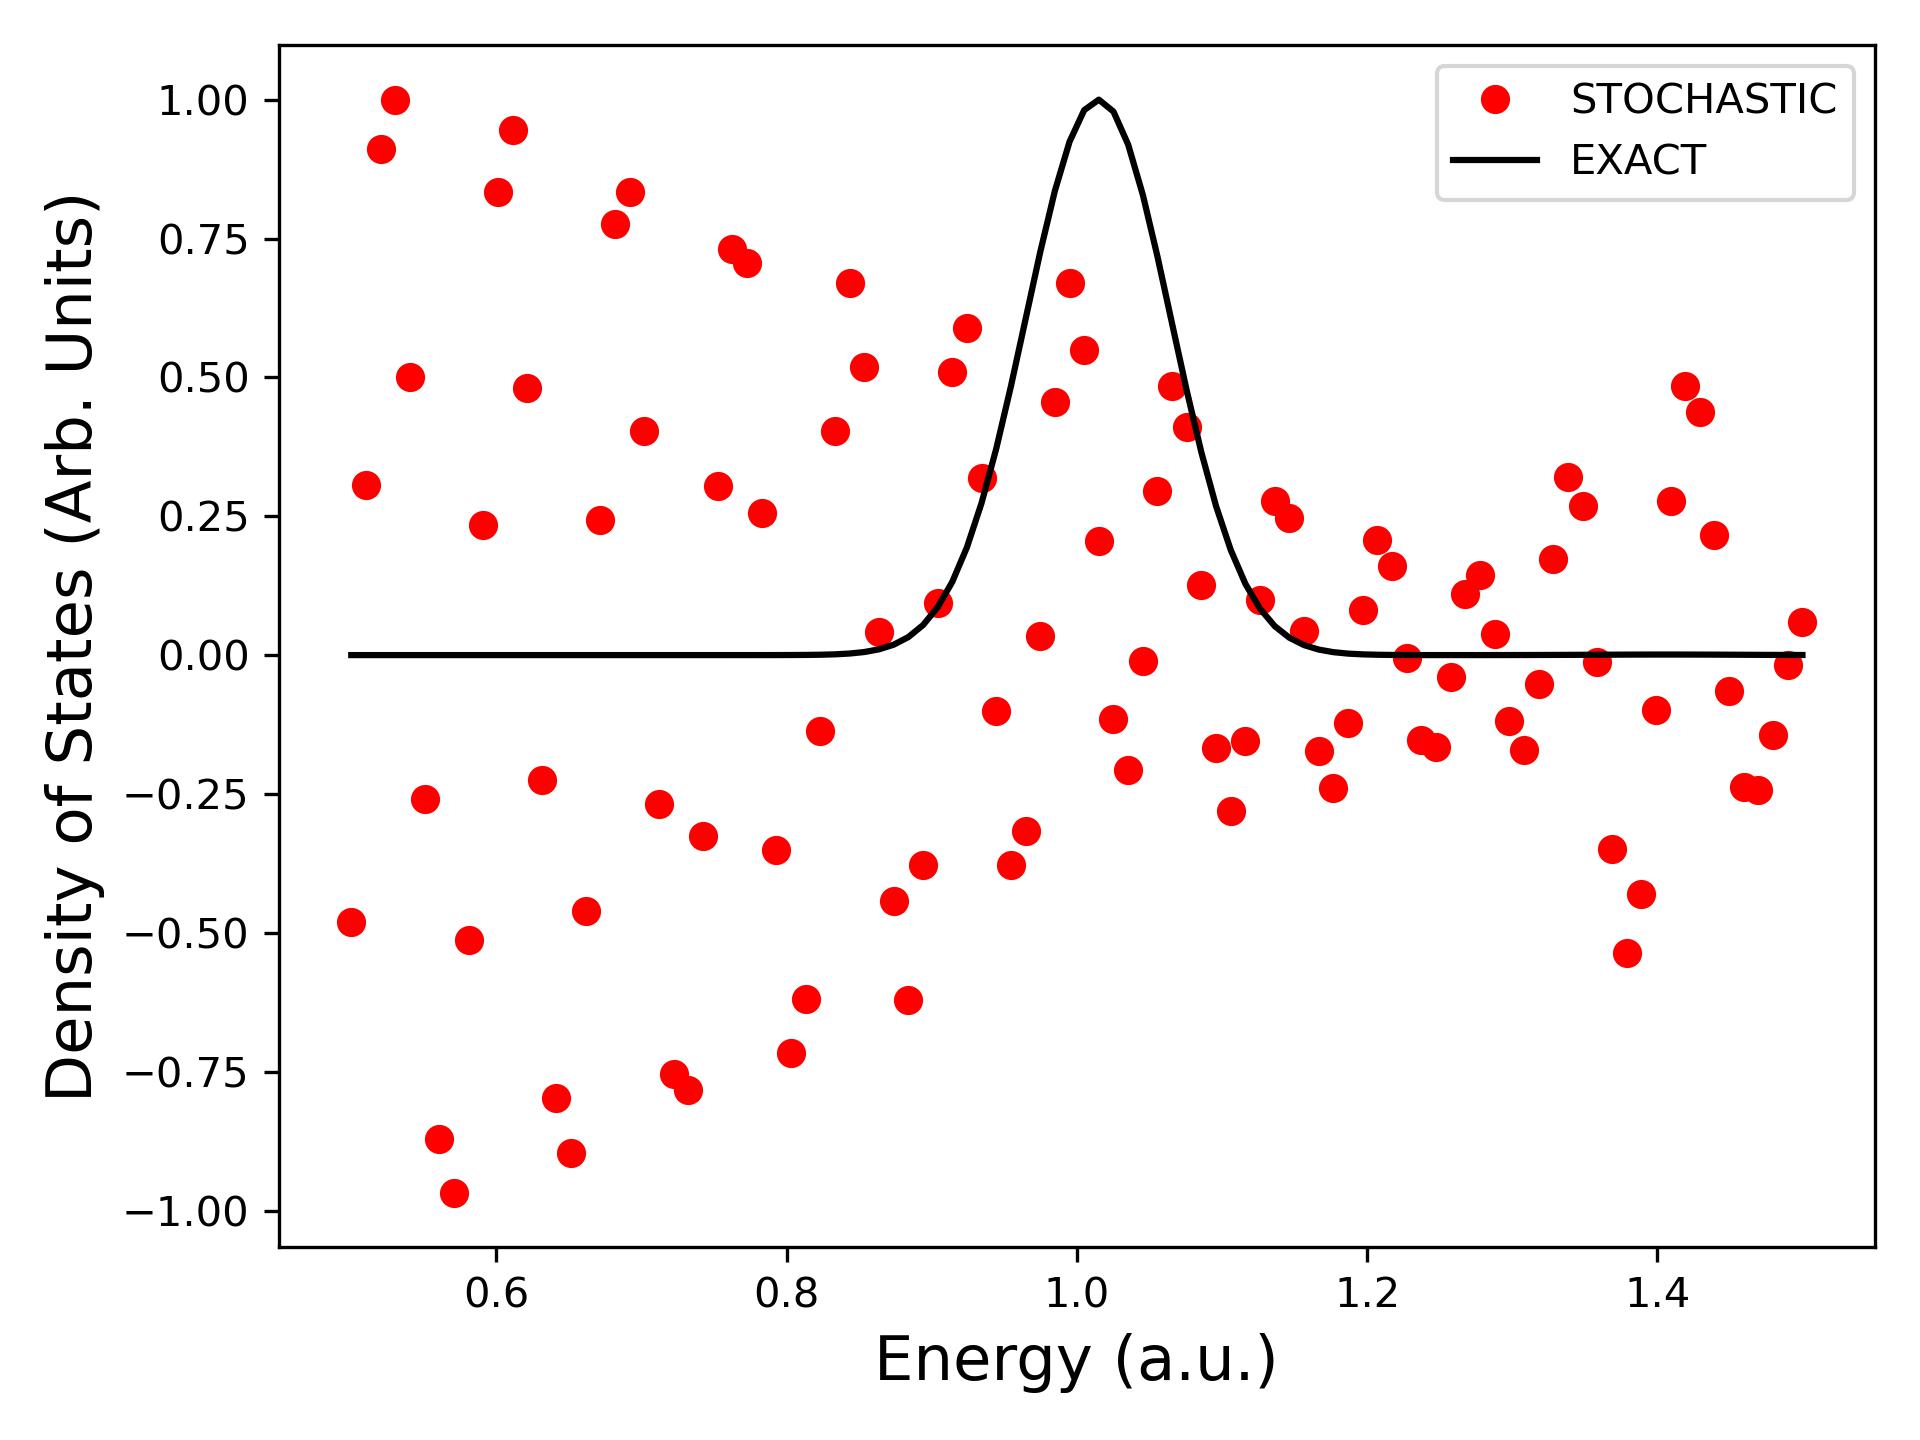 1.00
0.75
0.50
0.25
0.00
−0.25
−0.50
−0.75
−1.00
Density of States (Arb. Units)
STOCHASTIC
EXACT
0.6 0.8 1.0 1.2 1.4
Energy (a.u.)